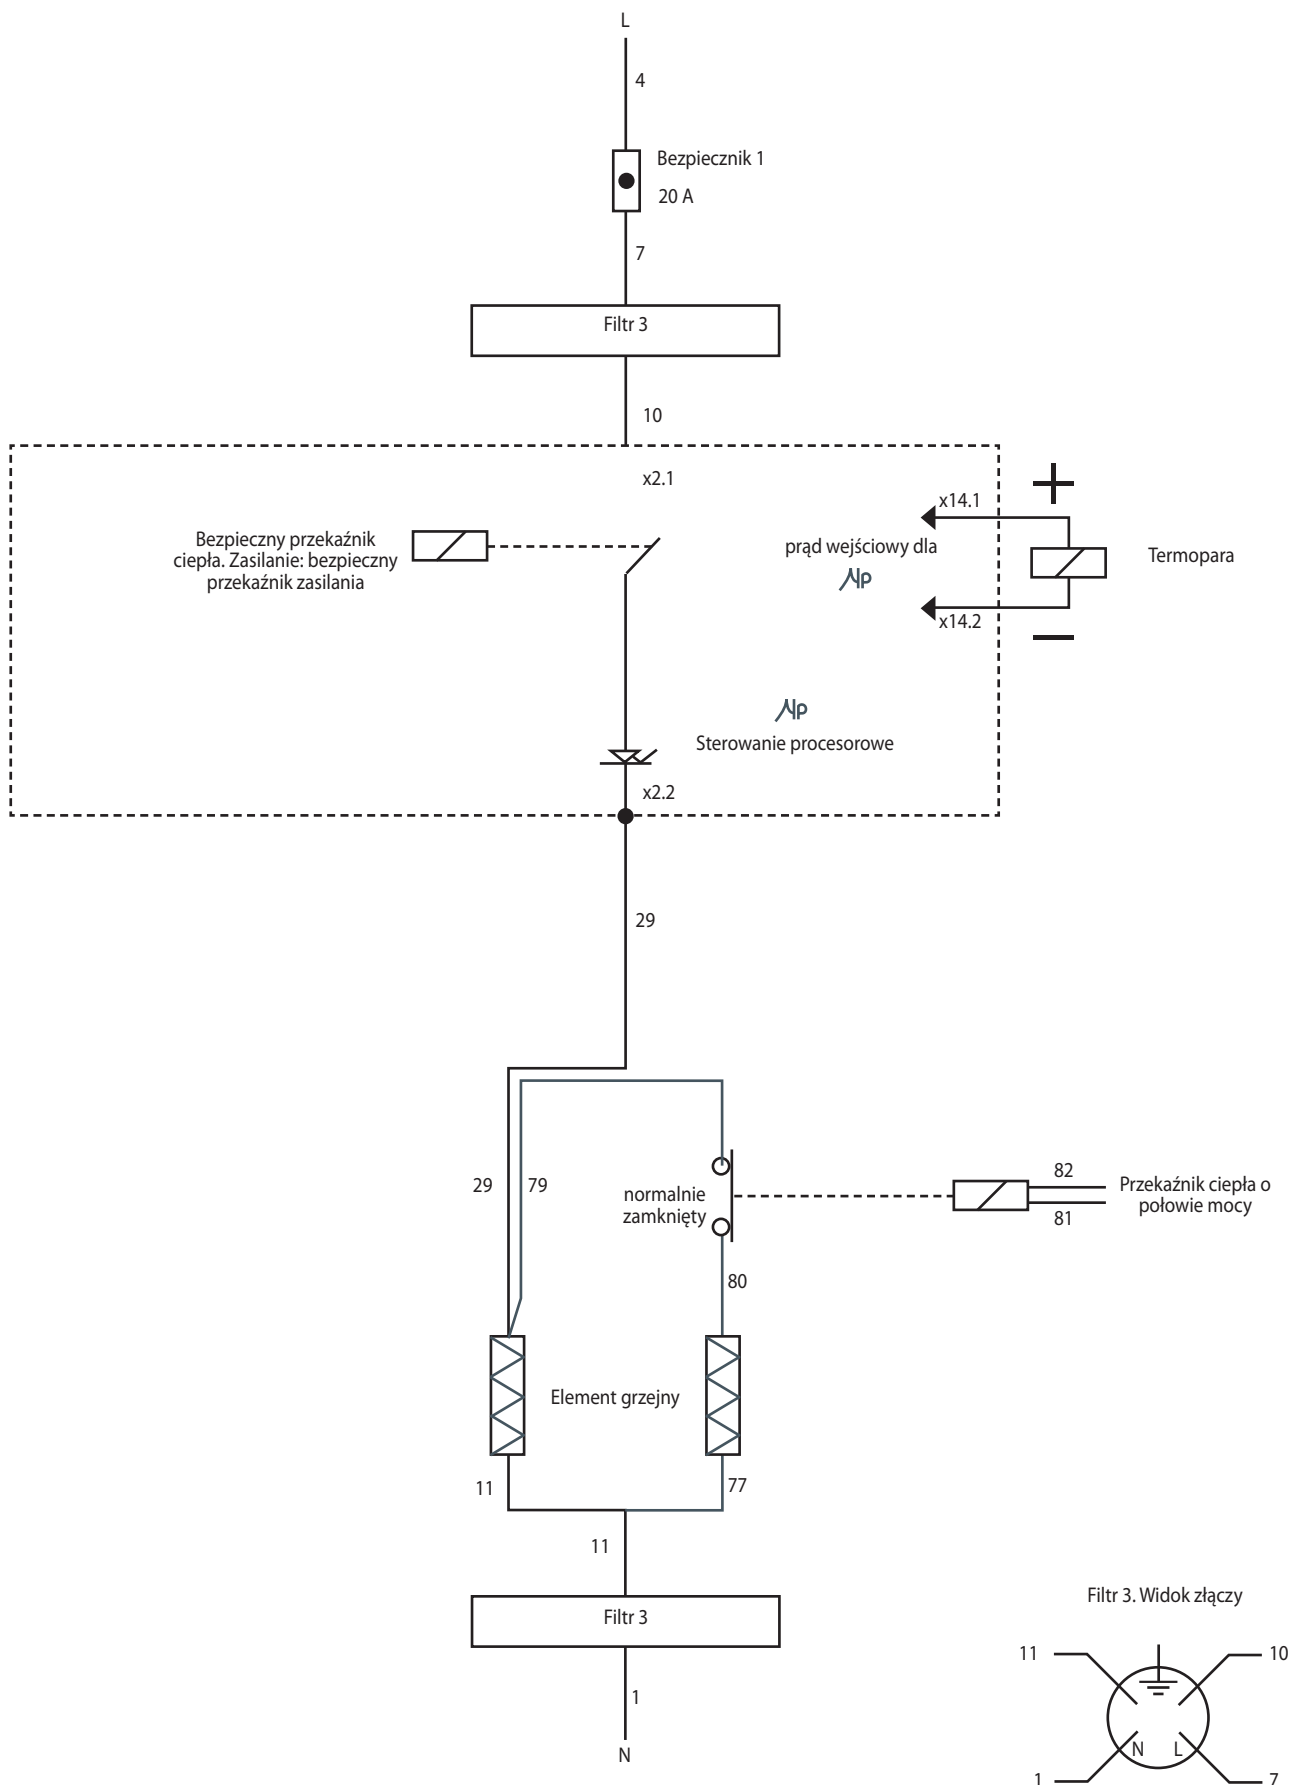 L
4
Bezpiecznik 1
20 A
7
Filtr 3
10
x2.1
x14.1
Bezpieczny przekaźnik
ciepła. Zasilanie: bezpieczny
przekaźnik zasilania
prąd wejściowy dla
Termopara
x14.2
Sterowanie procesorowe
x2.2
29
29
79
normalnie
zamknięty
82
81
Przekaźnik ciepła o
połowie mocy
80
Element grzejny
11
77
11
Filtr 3
1
N
Filtr 3. Widok złączy
11
10
N
L
1
7